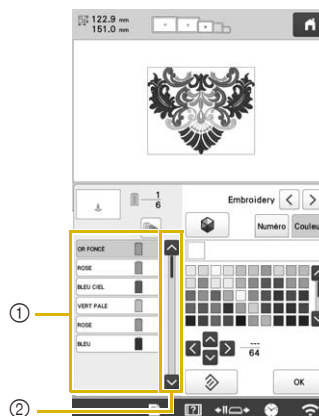 122.9 mm
151.0 mm
1
6
Embroidery
Numéro Couleu
OR FONCÉ
ROSE
BLEU CIEL
VERT PALE
ROSE
BLEU
---
64
OK
①
②